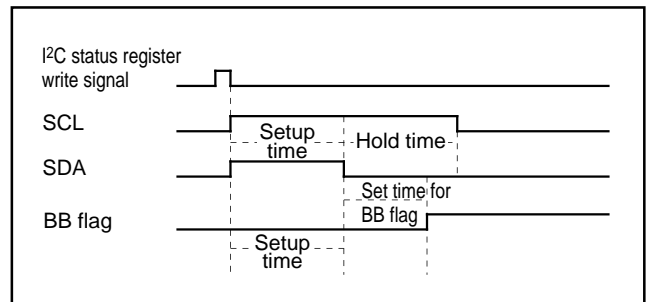 I2C status register
write signal
SCL
Setup
time
Hold time
SDA
Set time for
BB flag
BB flag
Setup
time